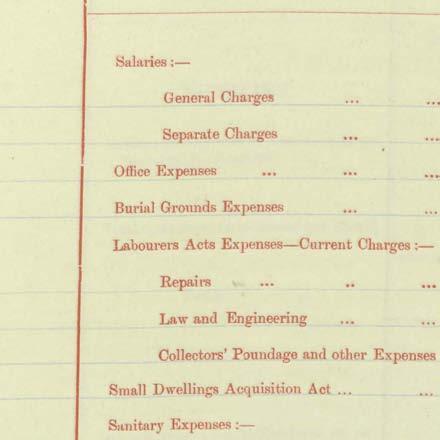 Salaries :—
General Charges ... ...
Separate Charges ... ...
Office Expenses ... ... ...
Burial Grounds Expenses ... ...
Labourers Acts Expenses—Current Charges :—
Repairs ... .. ...
Law and Engineering ... ...
Collectors' Poundage and other Expenses
Small Dwellings Acquisition Act ... ...
Sanitary Expenses :—